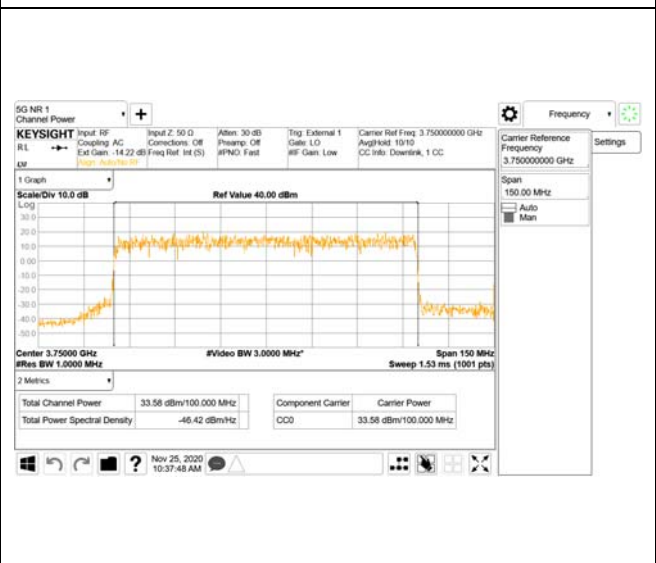 5G NR 1
Channel Power
Frequency
KEYSIGHT
RL
Input: RF
Coupling: AC
Ext Gain: -14.22 dB
Align: Auto/No RF
Input Z: 50 Ω
Corrections: Off
Freq Ref: Int (S)
Atten: 30 dB
Preamp: Off
#PNO: Fast
Trig: External 1
Gate: LO
#IF Gain: Low
Carrier Ref Freq: 3.750000000 GHz
Avg|Hold: 10/10
CC Info: Downlink, 1 CC
Carrier Reference
Frequency
3.750000000 GHz
Settings
Span
150.00 MHz
Auto
Man
1 Graph
Scale/Div 10.0 dB
Ref Value 40.00 dBm
Log
30.0
20.0
10.0
0.00
-10.0
-20.0
-30.0
-40.0
-50.0
Center 3.75000 GHz
#Video BW 3.0000 MHz*
Span 150 MHz
#Res BW 1.0000 MHz
Sweep 1.53 ms (1001 pts)
2 Metrics
Total Channel Power 33.58 dBm/100.000 MHz
Total Power Spectral Density -46.42 dBm/Hz
Component Carrier Carrier Power
CC0 33.58 dBm/100.000 MHz
Nov 25, 2020
10:37:48 AM